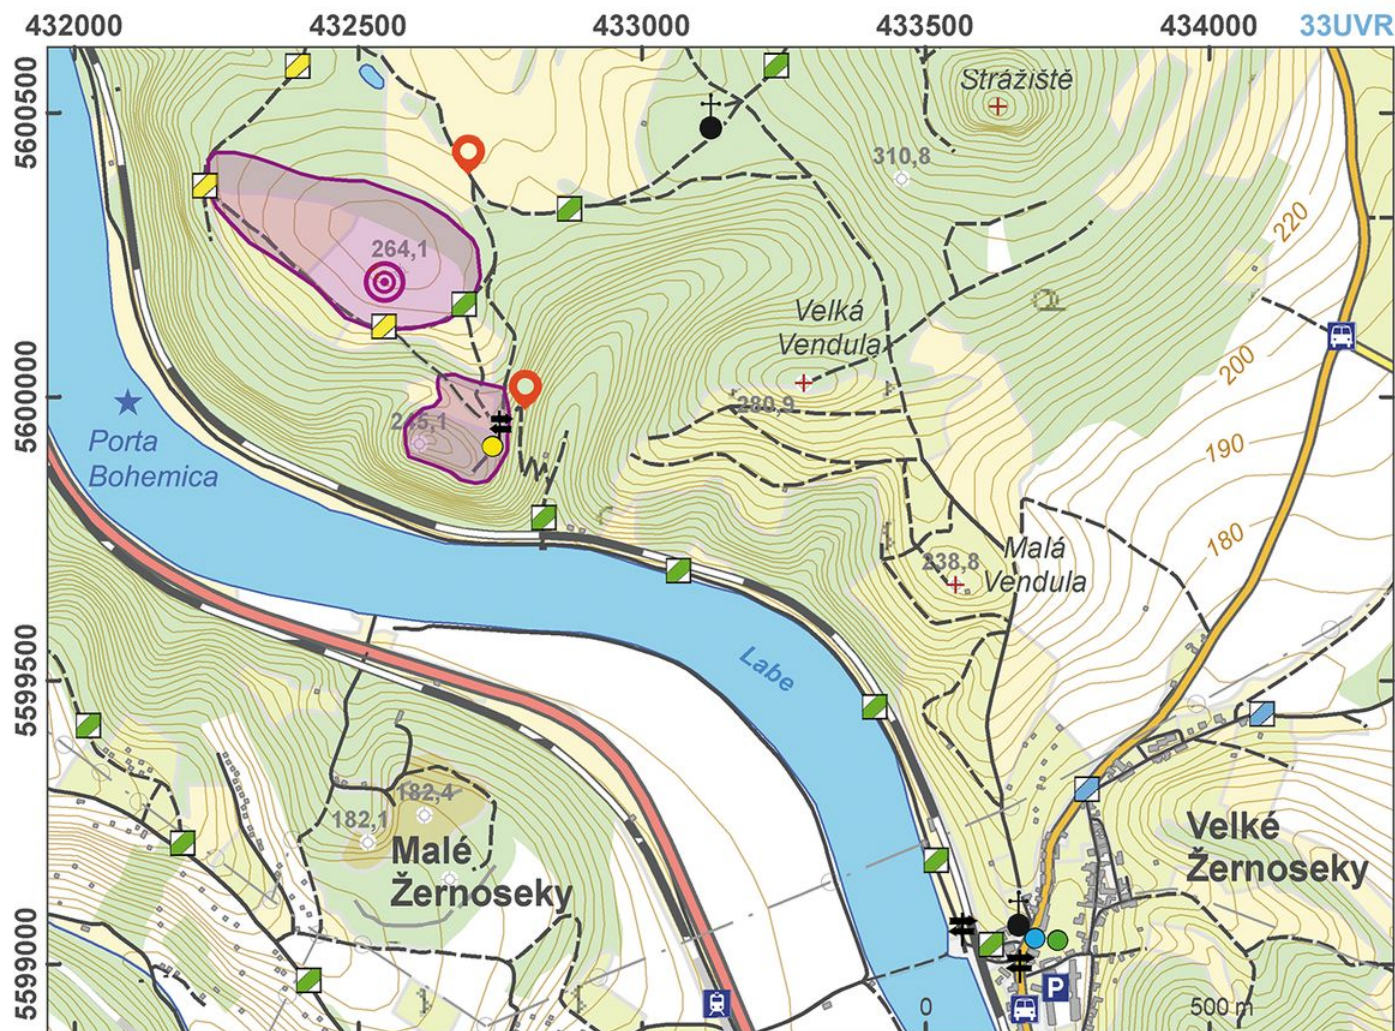 432000 432500 433000 433500 434000 33UVR
5600500
5600000
5599500
5599000
Strážiště
310,8
220
264,1
Velká
Vendula
200
280,9
245,1
Porta
Bohemica
190
180
Malá
Vendula
238,8
Labe
182,4
182,1
Malé
Žernoseky
Velké
Žernoseky
P
0 500 m